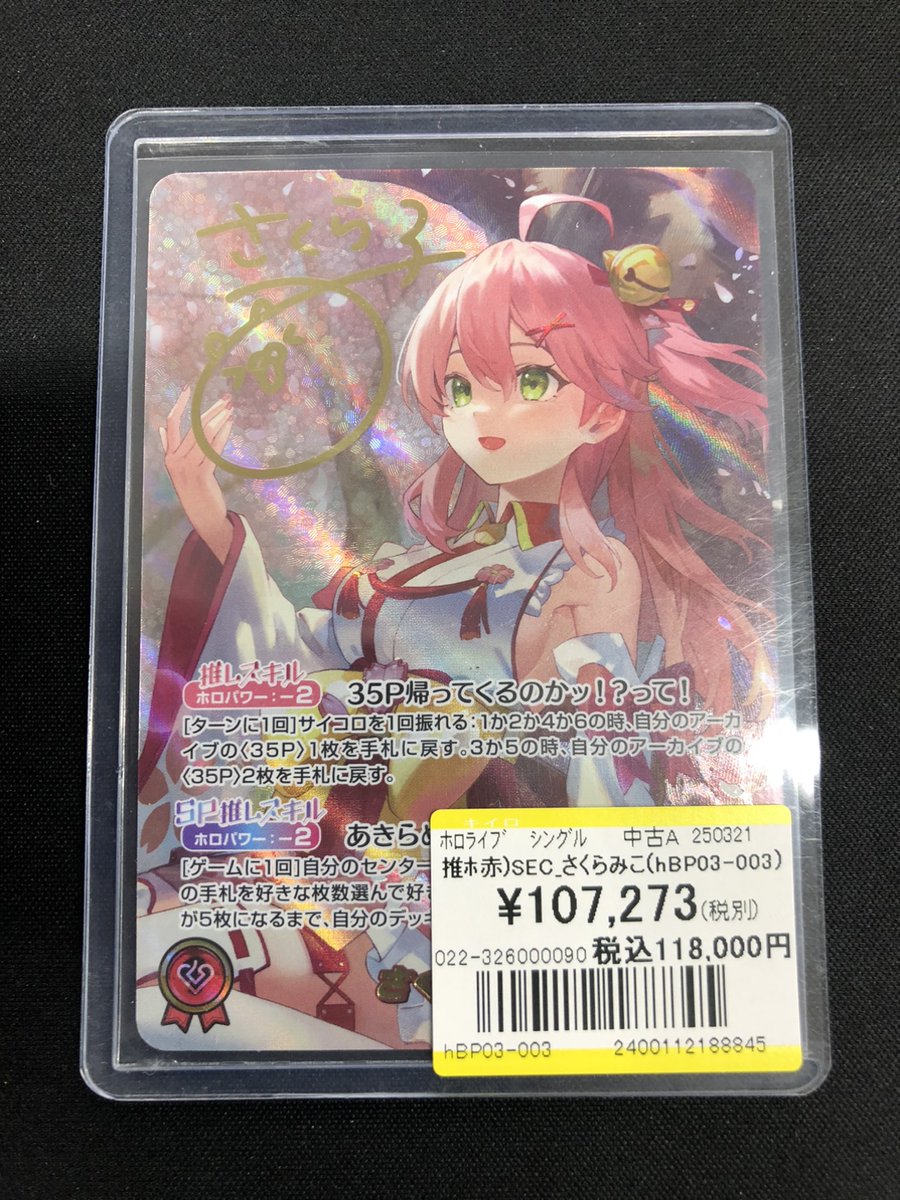 さくら
推しスキル
ホロパワー:-2
35P帰ってくるのかッ!?って!
[ターンに1回]サイコロを1回振れる:1か2か4か6の時、自分のアーカ
イブの〈35P〉1枚を手札に戻す。3か5の時、自分のアーカイブの
〈35P〉2枚を手札に戻す。
SP推しスキル
ホロパワー:-2
あきらめ
[ゲームに1回]自分のセンター
の手札を好きな枚数選んで好き
が5枚になるまで、自分のデッキ
ホロライブ シングル 中古A 250321
推ホ赤)SEC_さくらみこ(hBP03-003)
¥107,273(税別)
022-326000090 税込118,000円
hBP03-003 2400112188845